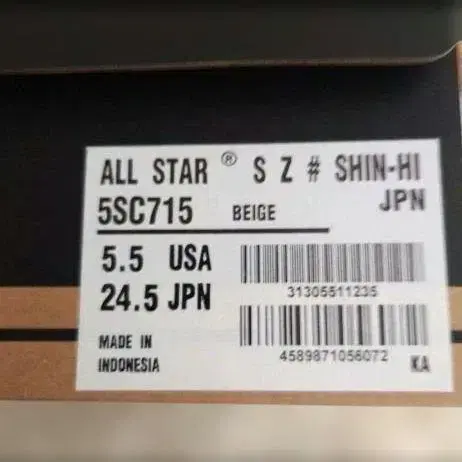 ALL STAR ® S Z # SHIN-HI
5SC715 BEIGE JPN
5.5 USA
31305511235
24.5 JPN
MADE IN
INDONESIA
4589871056072
KA